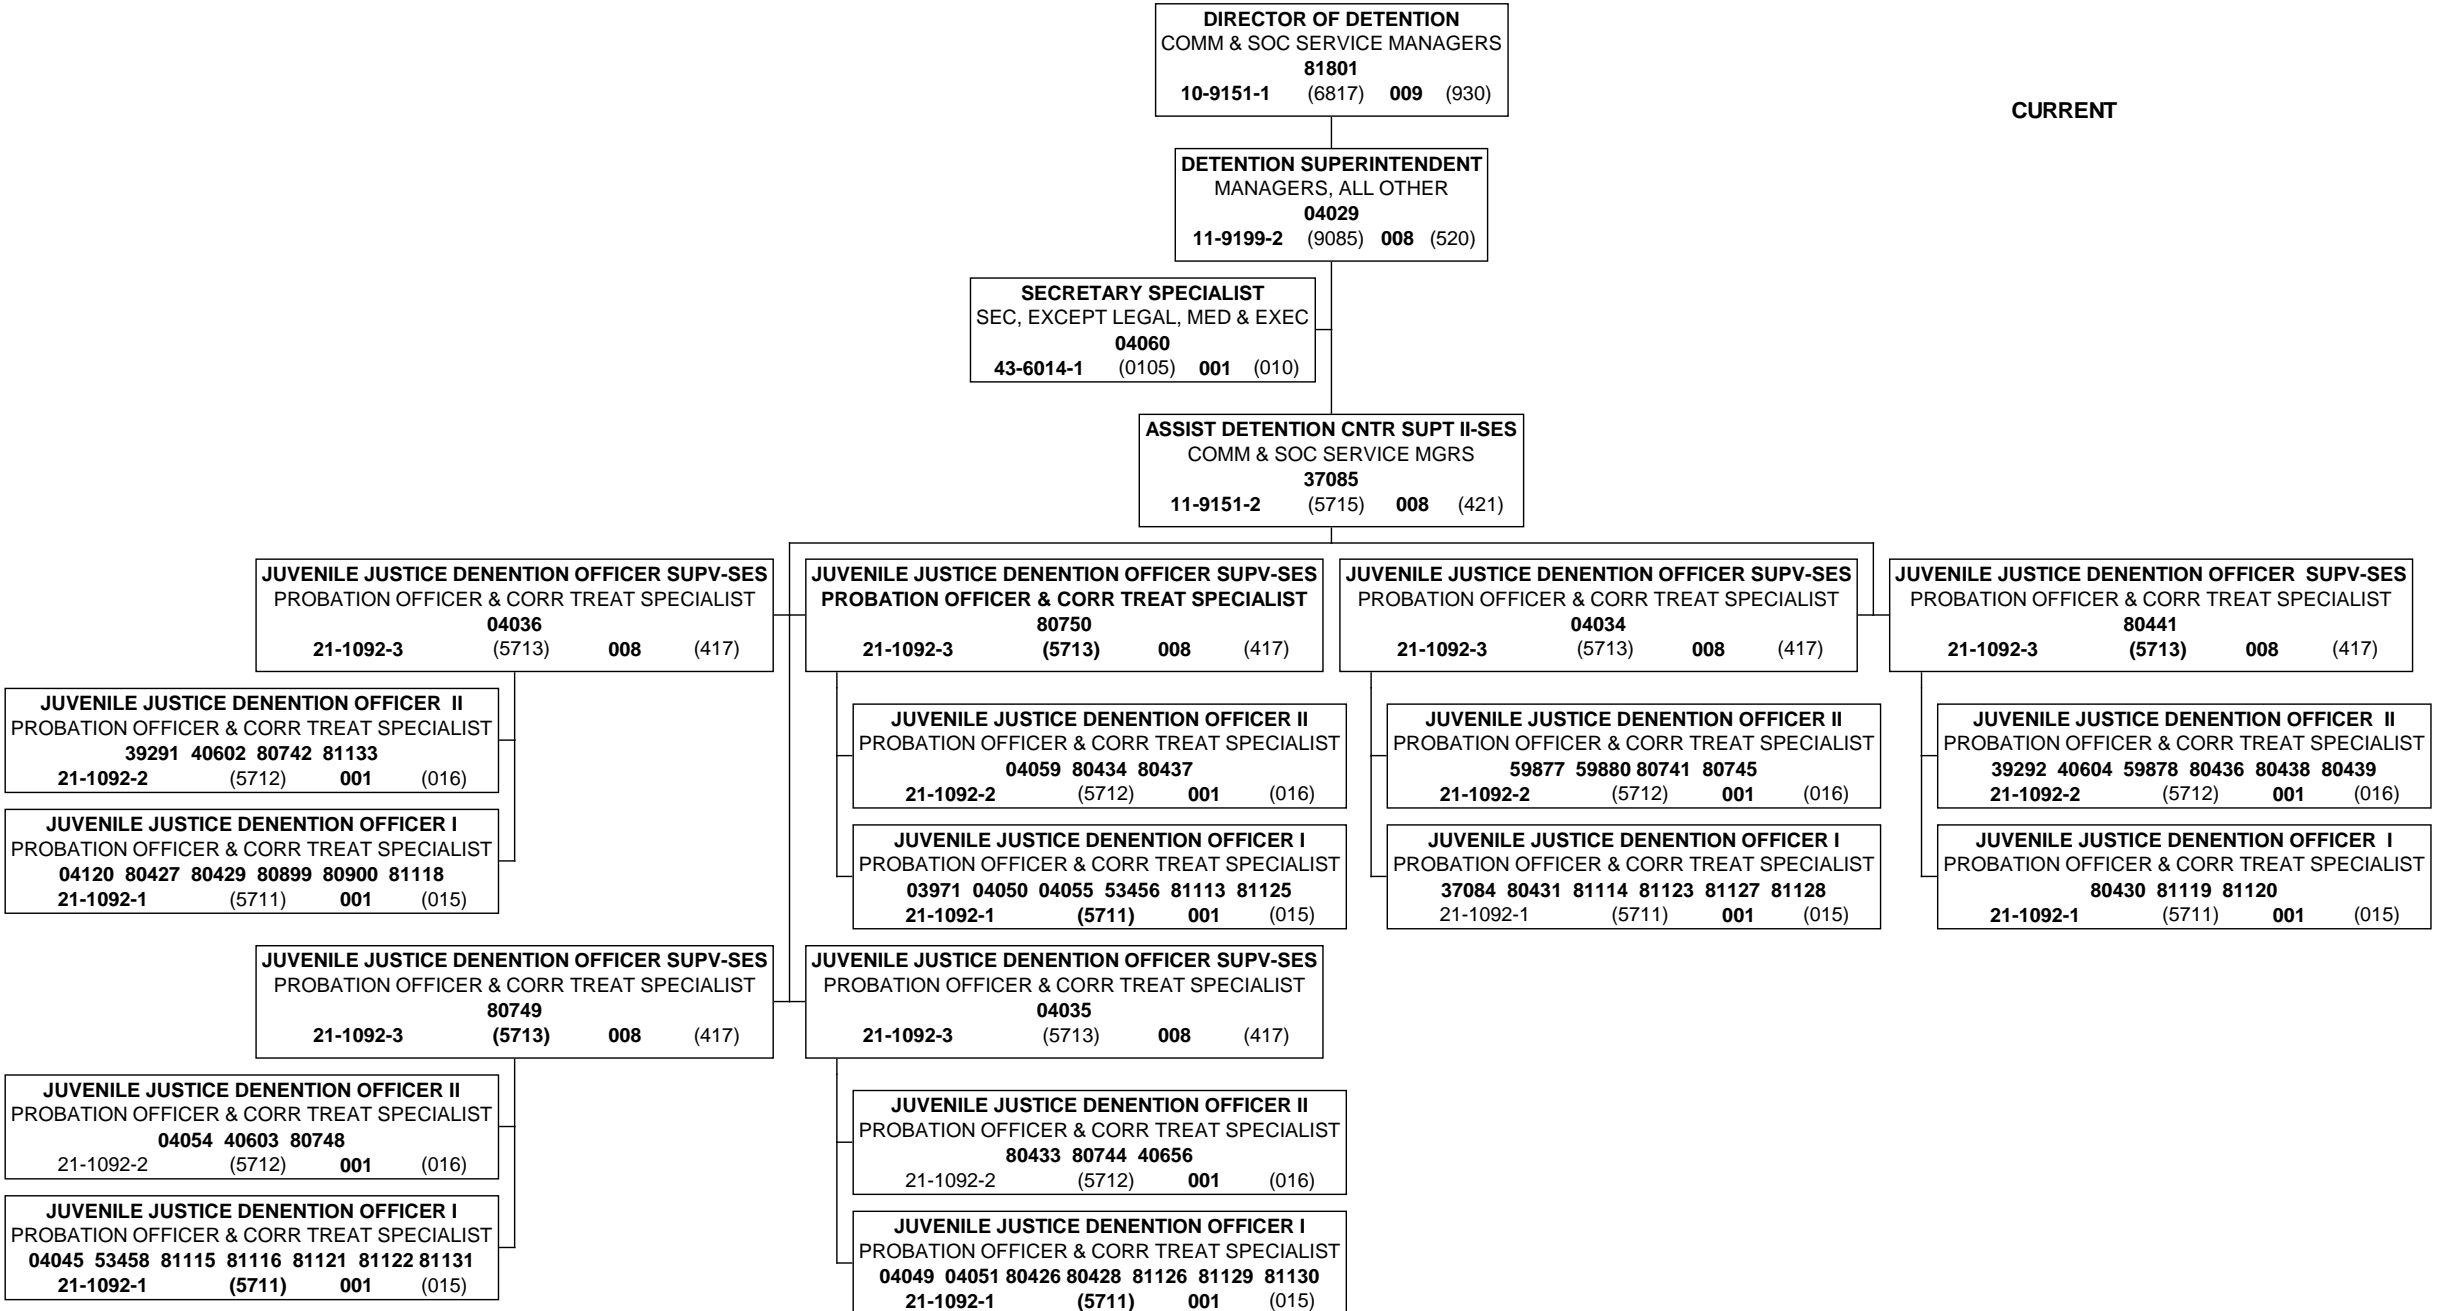 DIRECTOR OF DETENTION
COMM & SOC SERVICE MANAGERS
81801
10-9151-1 (6817) 009 (930)
CURRENT
DETENTION SUPERINTENDENT
MANAGERS, ALL OTHER
04029
11-9199-2 (9085) 008 (520)
SECRETARY SPECIALIST
SEC, EXCEPT LEGAL, MED & EXEC
04060
43-6014-1 (0105) 001 (010)
ASSIST DETENTION CNTR SUPT II-SES
COMM & SOC SERVICE MGRS
37085
11-9151-2 (5715) 008 (421)
JUVENILE JUSTICE DENENTION OFFICER SUPV-SES
PROBATION OFFICER & CORR TREAT SPECIALIST
04036
21-1092-3 (5713) 008 (417)
JUVENILE JUSTICE DENENTION OFFICER II
PROBATION OFFICER & CORR TREAT SPECIALIST
39291 40602 80742 81133
21-1092-2 (5712) 001 (016)
JUVENILE JUSTICE DENENTION OFFICER I
PROBATION OFFICER & CORR TREAT SPECIALIST
04120 80427 80429 80899 80900 81118
21-1092-1 (5711) 001 (015)
JUVENILE JUSTICE DENENTION OFFICER SUPV-SES
PROBATION OFFICER & CORR TREAT SPECIALIST
80750
21-1092-3 (5713) 008 (417)
JUVENILE JUSTICE DENENTION OFFICER II
PROBATION OFFICER & CORR TREAT SPECIALIST
04059 80434 80437
21-1092-2 (5712) 001 (016)
JUVENILE JUSTICE DENENTION OFFICER I
PROBATION OFFICER & CORR TREAT SPECIALIST
03971 04050 04055 53456 81113 81125
21-1092-1 (5711) 001 (015)
JUVENILE JUSTICE DENENTION OFFICER SUPV-SES
PROBATION OFFICER & CORR TREAT SPECIALIST
04034
21-1092-3 (5713) 008 (417)
JUVENILE JUSTICE DENENTION OFFICER II
PROBATION OFFICER & CORR TREAT SPECIALIST
59877 59880 80741 80745
21-1092-2 (5712) 001 (016)
JUVENILE JUSTICE DENENTION OFFICER I
PROBATION OFFICER & CORR TREAT SPECIALIST
37084 80431 81114 81123 81127 81128
21-1092-1 (5711) 001 (015)
JUVENILE JUSTICE DENENTION OFFICER SUPV-SES
PROBATION OFFICER & CORR TREAT SPECIALIST
80441
21-1092-3 (5713) 008 (417)
JUVENILE JUSTICE DENENTION OFFICER II
PROBATION OFFICER & CORR TREAT SPECIALIST
39292 40604 59878 80436 80438 80439
21-1092-2 (5712) 001 (016)
JUVENILE JUSTICE DENENTION OFFICER I
PROBATION OFFICER & CORR TREAT SPECIALIST
80430 81119 81120
21-1092-1 (5711) 001 (015)
JUVENILE JUSTICE DENENTION OFFICER SUPV-SES
PROBATION OFFICER & CORR TREAT SPECIALIST
80749
21-1092-3 (5713) 008 (417)
JUVENILE JUSTICE DENENTION OFFICER II
PROBATION OFFICER & CORR TREAT SPECIALIST
04054 40603 80748
21-1092-2 (5712) 001 (016)
JUVENILE JUSTICE DENENTION OFFICER I
PROBATION OFFICER & CORR TREAT SPECIALIST
04045 53458 81115 81116 81121 81122 81131
21-1092-1 (5711) 001 (015)
JUVENILE JUSTICE DENENTION OFFICER SUPV-SES
PROBATION OFFICER & CORR TREAT SPECIALIST
04035
21-1092-3 (5713) 008 (417)
JUVENILE JUSTICE DENENTION OFFICER II
PROBATION OFFICER & CORR TREAT SPECIALIST
80433 80744 40656
21-1092-2 (5712) 001 (016)
JUVENILE JUSTICE DENENTION OFFICER I
PROBATION OFFICER & CORR TREAT SPECIALIST
04049 04051 80426 80428 81126 81129 81130
21-1092-1 (5711) 001 (015)